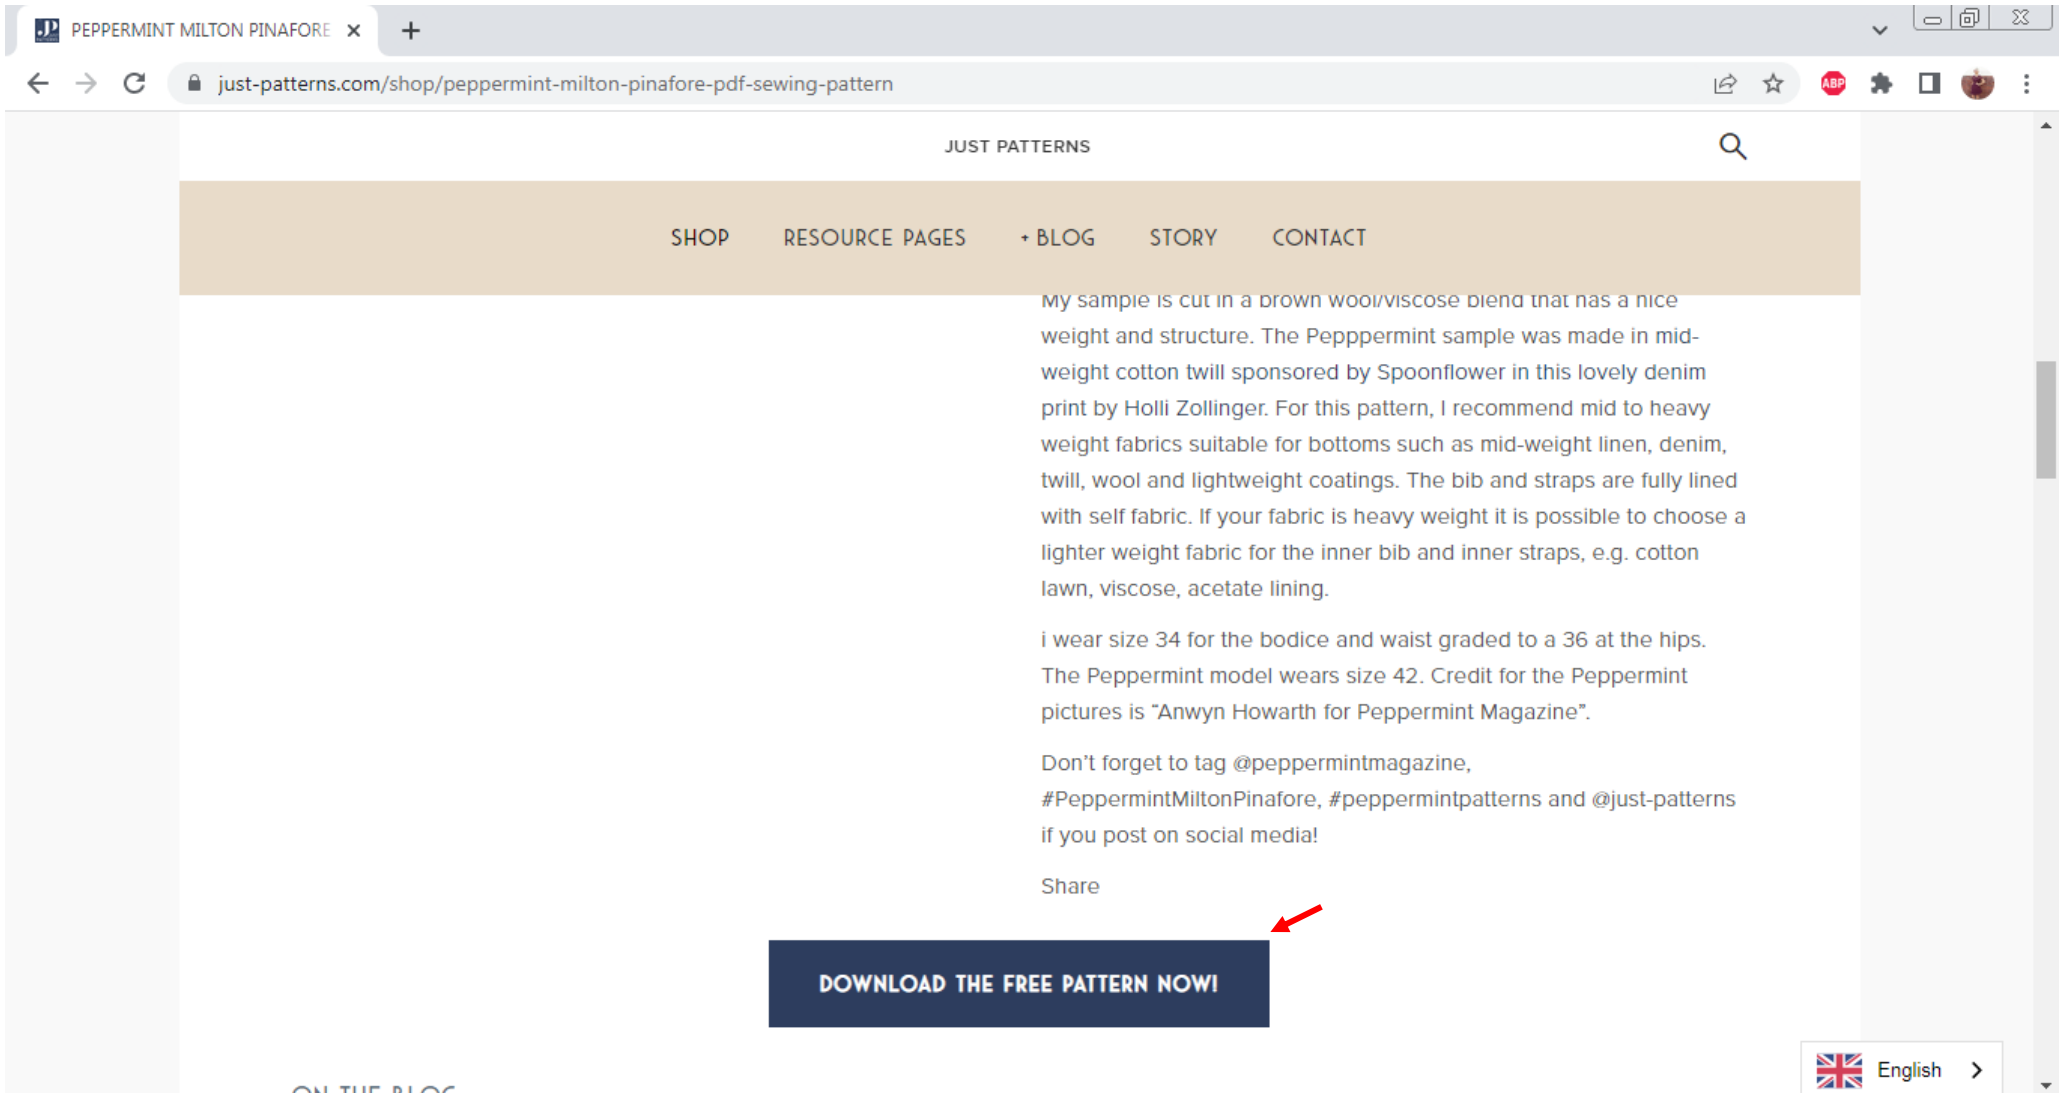 PEPPERMINT MILTON PINAFORE
just-patterns.com/shop/peppermint-milton-pinafore-pdf-sewing-pattern
ABP
JUST PATTERNS
SHOP RESOURCE PAGES + BLOG STORY CONTACT
My sample is cut in a brown wool/viscose blend that has a nice
weight and structure. The Pepppermint sample was made in mid-
weight cotton twill sponsored by Spoonflower in this lovely denim
print by Holli Zollinger. For this pattern, I recommend mid to heavy
weight fabrics suitable for bottoms such as mid-weight linen, denim,
twill, wool and lightweight coatings. The bib and straps are fully lined
with self fabric. If your fabric is heavy weight it is possible to choose a
lighter weight fabric for the inner bib and inner straps, e.g. cotton
lawn, viscose, acetate lining.
i wear size 34 for the bodice and waist graded to a 36 at the hips.
The Peppermint model wears size 42. Credit for the Peppermint
pictures is “Anwyn Howarth for Peppermint Magazine”.
Don’t forget to tag @peppermintmagazine,
#PeppermintMiltonPinafore, #peppermintpatterns and @just-patterns
if you post on social media!
Share
DOWNLOAD THE FREE PATTERN NOW!
English
ON THE BLOG